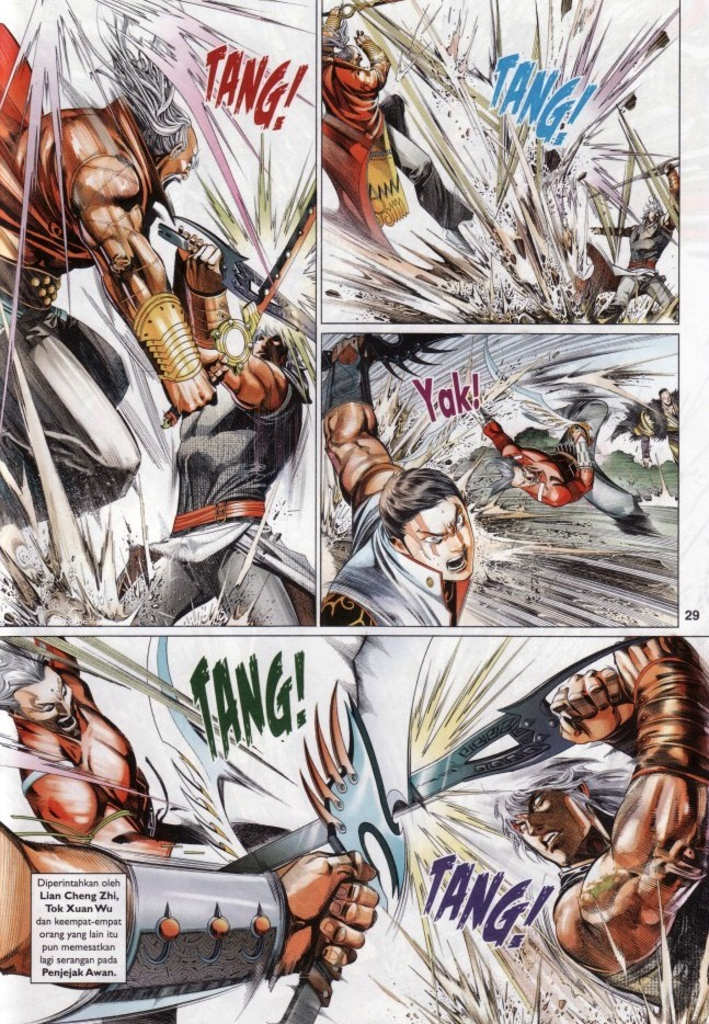 TANG!
TANG!
Yak!
29
TANG!
TANG!
Diperintahkan oleh
Lian Cheng Zhi,
Tok Xuan Wu
dan keempat-empat
orang yang lain itu
pun memesatkan
lagi serangan pada
Penjejak Awan.